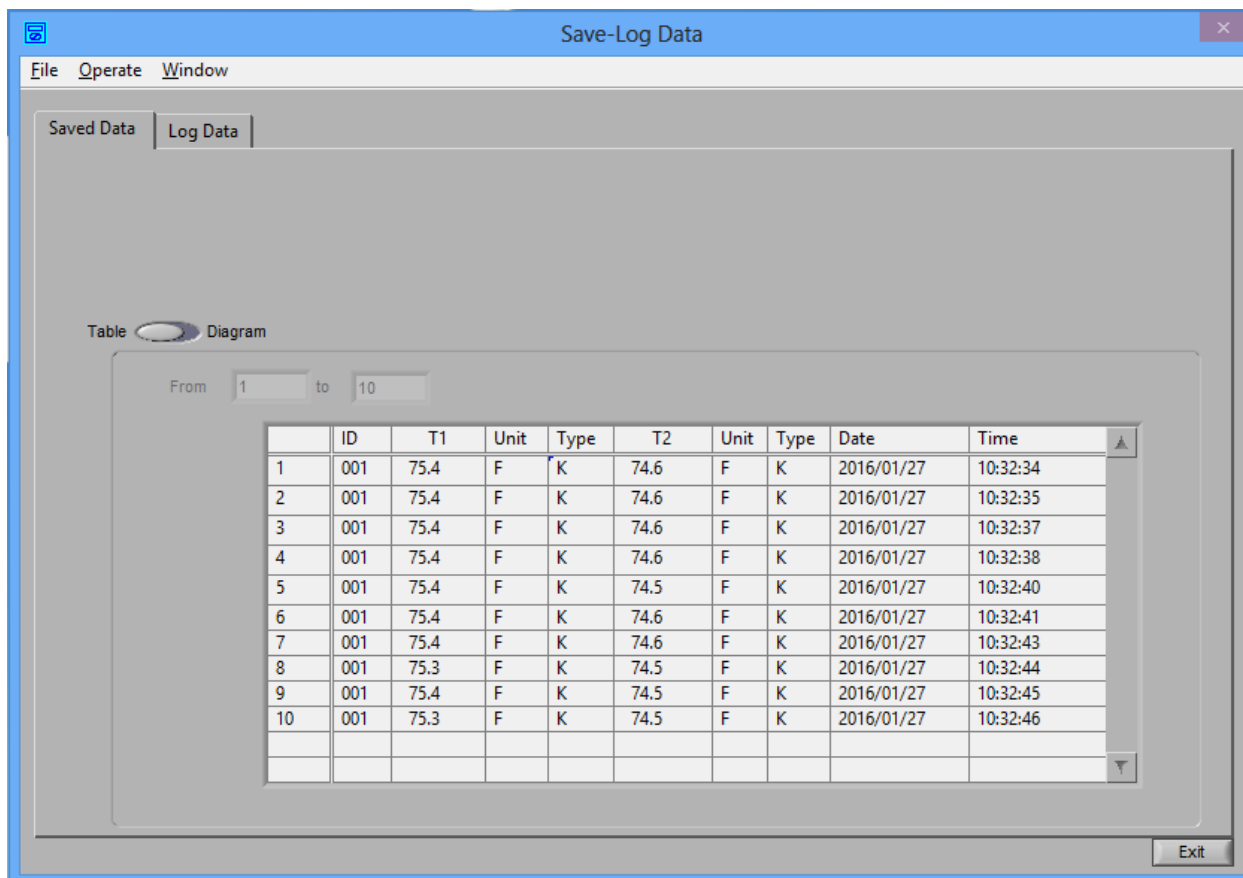 Save-Log Data
File Operate Window
Saved Data Log Data
Table Diagram
From 1 to 10
ID T1 Unit Type T2 Unit Type Date Time
1 001 75.4 F K 74.6 F K 2016/01/27 10:32:34
2 001 75.4 F K 74.6 F K 2016/01/27 10:32:35
3 001 75.4 F K 74.6 F K 2016/01/27 10:32:37
4 001 75.4 F K 74.6 F K 2016/01/27 10:32:38
5 001 75.4 F K 74.5 F K 2016/01/27 10:32:40
6 001 75.4 F K 74.6 F K 2016/01/27 10:32:41
7 001 75.4 F K 74.6 F K 2016/01/27 10:32:43
8 001 75.3 F K 74.5 F K 2016/01/27 10:32:44
9 001 75.4 F K 74.5 F K 2016/01/27 10:32:45
10 001 75.3 F K 74.5 F K 2016/01/27 10:32:46
Exit